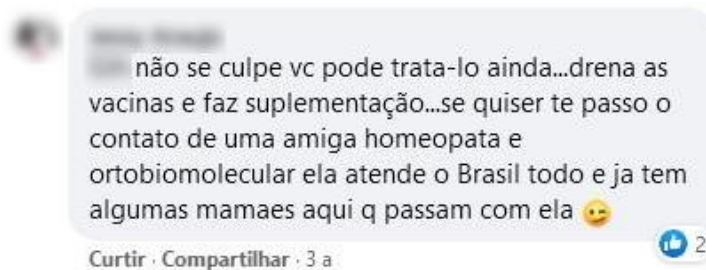 não se culpe vc pode trata-lo ainda...drena as
vacinas e faz suplementação...se quiser te passo o
contato de uma amiga homeopata e
ortobiomolecular ela atende o Brasil todo e ja tem
algumas mamaes aqui q passam com ela 😉
2
Curtir · Compartilhar · 3 a